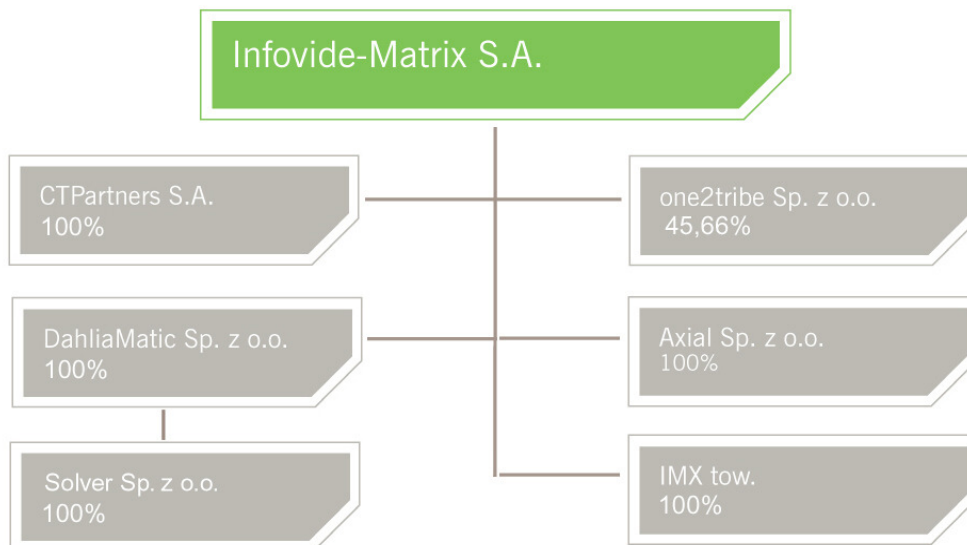 Infovide-Matrix S.A.
CTPartners S.A.
100%
one2tribe Sp. z o.o.
45,66%
DahliaMatic Sp. z o.o.
100%
Axial Sp. z o.o.
100%
Solver Sp. z o.o.
100%
IMX tow.
100%